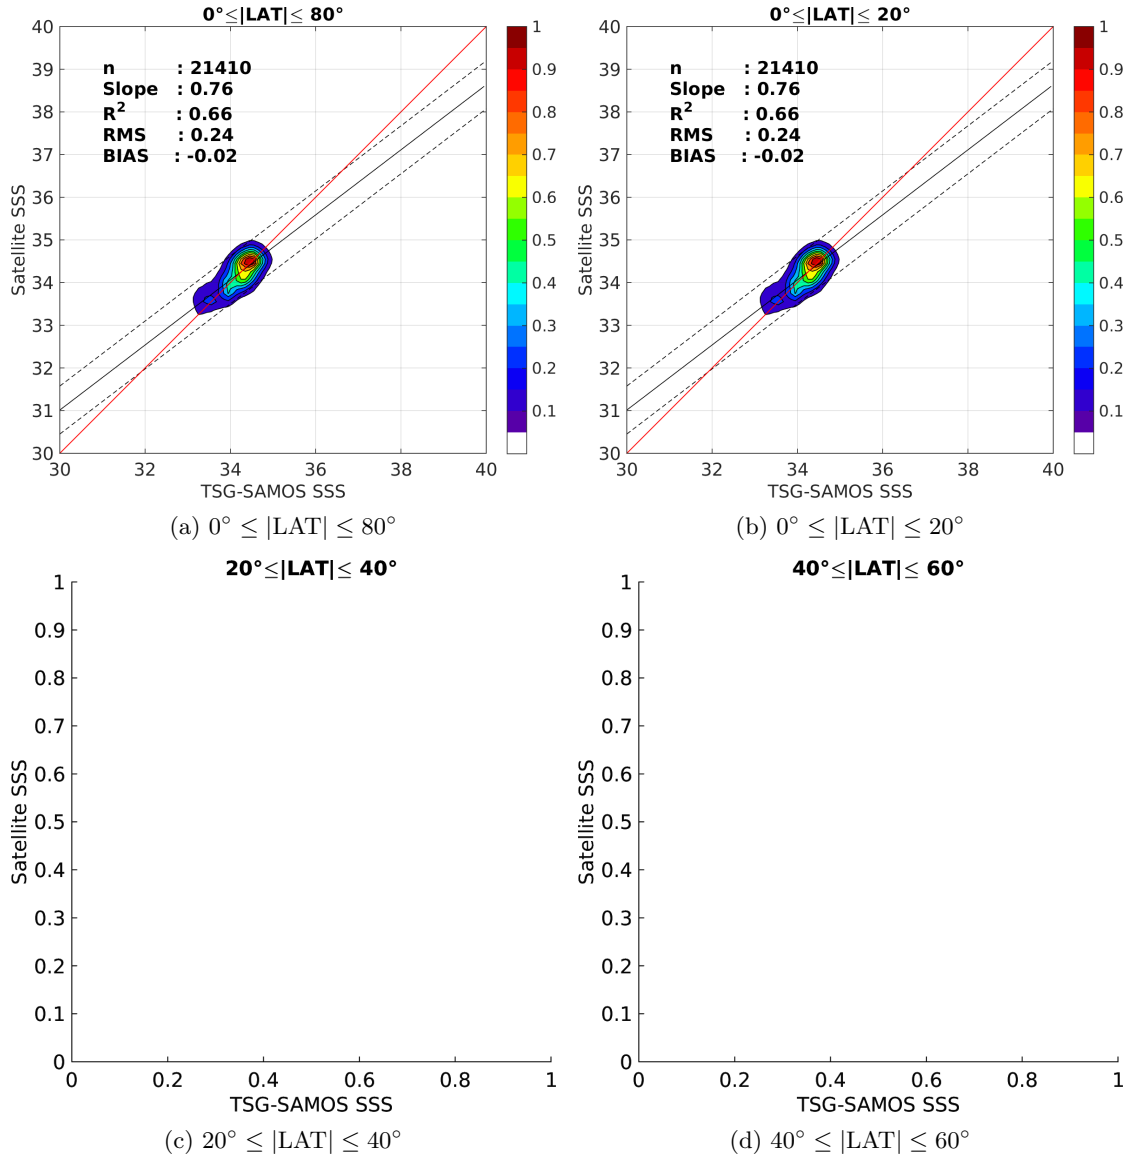 0°≤|LAT|≤ 80°
40
39
38
37
36
35
34
33
32
31
30
Satellite SSS
n : 21410
Slope : 0.76
R² : 0.66
RMS : 0.24
BIAS : -0.02
30 32 34 36 38 40
TSG-SAMOS SSS
1
0.9
0.8
0.7
0.6
0.5
0.4
0.3
0.2
0.1
(a) 0° ≤ |LAT| ≤ 80°
0°≤|LAT|≤ 20°
40
39
38
37
36
35
34
33
32
31
30
Satellite SSS
n : 21410
Slope : 0.76
R² : 0.66
RMS : 0.24
BIAS : -0.02
30 32 34 36 38 40
TSG-SAMOS SSS
1
0.9
0.8
0.7
0.6
0.5
0.4
0.3
0.2
0.1
(b) 0° ≤ |LAT| ≤ 20°
20°≤|LAT|≤ 40°
1
0.9
0.8
0.7
0.6
0.5
0.4
0.3
0.2
0.1
0
Satellite SSS
0 0.2 0.4 0.6 0.8 1
TSG-SAMOS SSS
(c) 20° ≤ |LAT| ≤ 40°
40°≤|LAT|≤ 60°
1
0.9
0.8
0.7
0.6
0.5
0.4
0.3
0.2
0.1
0
Satellite SSS
0 0.2 0.4 0.6 0.8 1
TSG-SAMOS SSS
(d) 40° ≤ |LAT| ≤ 60°